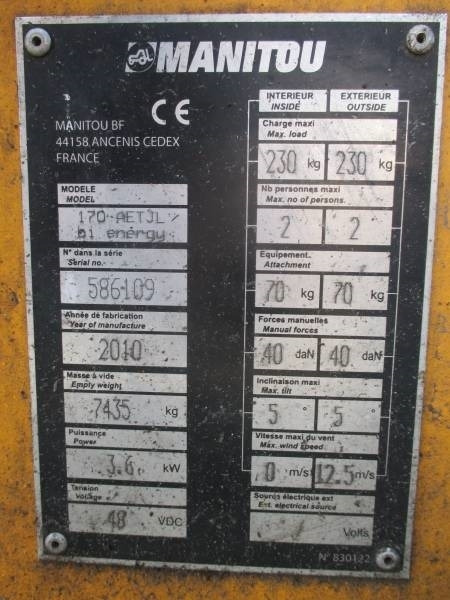 MANITOU
CE
MANITOU BF
44158 ANCENIS CEDEX
FRANCE
MODELE
MODEL
170 AETJL
bi énergy
N° dans la série
Serial no.
586109
Année de fabrication
Year of manufacture
2010
Masse à vide
Empty weight
7435 kg
Puissance
Power
3.6 kW
Tension
Voltage
48 VDC
INTERIEUR EXTERIEUR
INSIDE OUTSIDE
Charge maxi
Max. load
230 kg 230 kg
Nb personnes maxi
Max. no of persons.
2 2
Equipement.
Attachment
70 kg 70 kg
Forces manuelles
Manual forces
40 daN 40 daN
Inclinaison maxi
Max. tilt
5 ° 5 °
Vitesse maxi du vent
Max. wind speed
0 m/s 12.5 m/s
Source électrique ext
Ext. electrical source
Volts
N° 830122